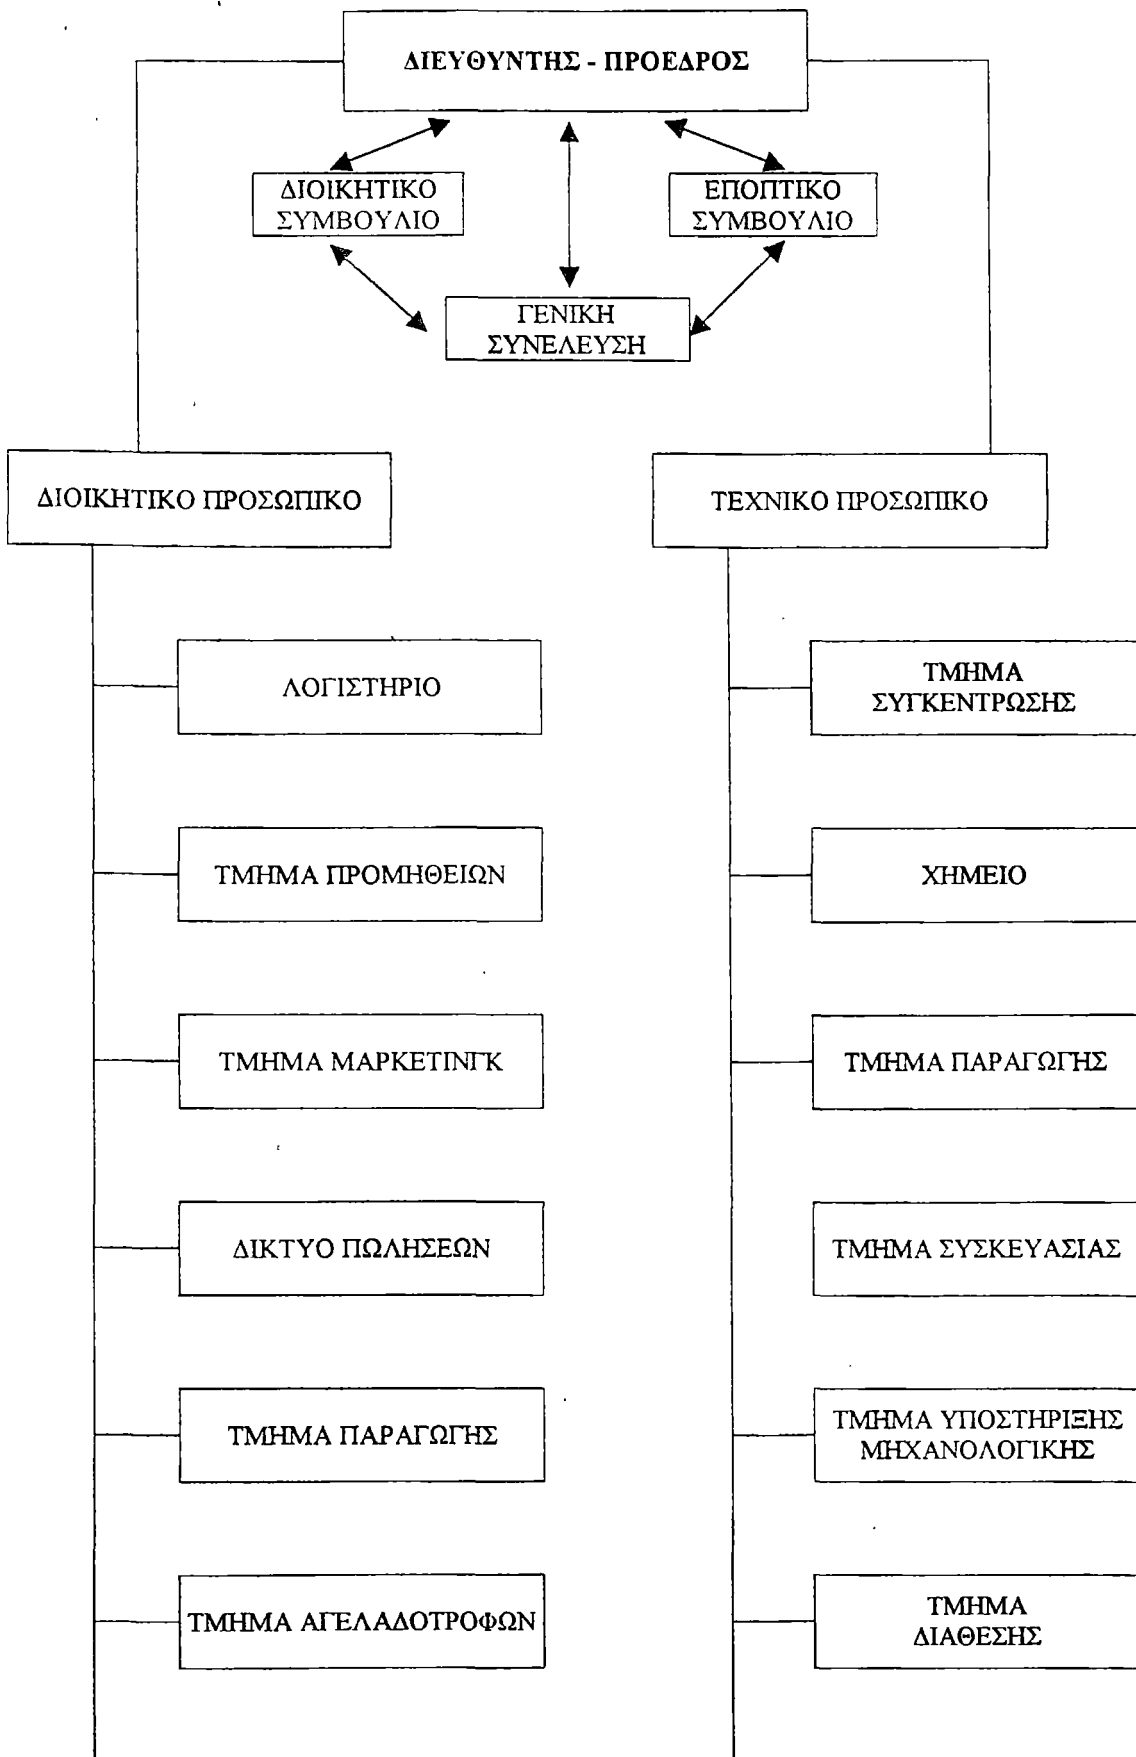 ΔΙΕΥΘΥΝΤΗΣ - ΠΡΟΕΔΡΟΣ
ΔΙΟΙΚΗΤΙΚΟ
ΣΥΜΒΟΥΛΙΟ
ΕΠΟΠΤΙΚΟ
ΣΥΜΒΟΥΛΙΟ
ΓΕΝΙΚΗ
ΣΥΝΕΛΕΥΣΗ
ΔΙΟΙΚΗΤΙΚΟ ΠΡΟΣΩΠΙΚΟ
ΛΟΓΙΣΤΗΡΙΟ
ΤΜΗΜΑ ΠΡΟΜΗΘΕΙΩΝ
ΤΜΗΜΑ ΜΑΡΚΕΤΙΝΓΚ
ΔΙΚΤΥΟ ΠΩΛΗΣΕΩΝ
ΤΜΗΜΑ ΠΑΡΑΓΩΓΗΣ
ΤΜΗΜΑ ΑΓΕΛΑΔΟΤΡΟΦΩΝ
ΤΕΧΝΙΚΟ ΠΡΟΣΩΠΙΚΟ
ΤΜΗΜΑ
ΣΥΓΚΕΝΤΡΩΣΗΣ
ΧΗΜΕΙΟ
ΤΜΗΜΑ ΠΑΡΑΓΩΓΗΣ
ΤΜΗΜΑ ΣΥΣΚΕΥΑΣΙΑΣ
ΤΜΗΜΑ ΥΠΟΣΤΗΡΙΞΗΣ
ΜΗΧΑΝΟΛΟΓΙΚΗΣ
ΤΜΗΜΑ
ΔΙΑΘΕΣΗΣ